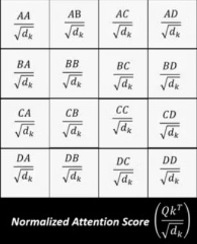 AA/√dk AB/√dk AC/√dk AD/√dk
BA/√dk BB/√dk BC/√dk BD/√dk
CA/√dk CB/√dk CC/√dk CD/√dk
DA/√dk DB/√dk DC/√dk DD/√dk
Normalized Attention Score (Qkᵀ/√dk)